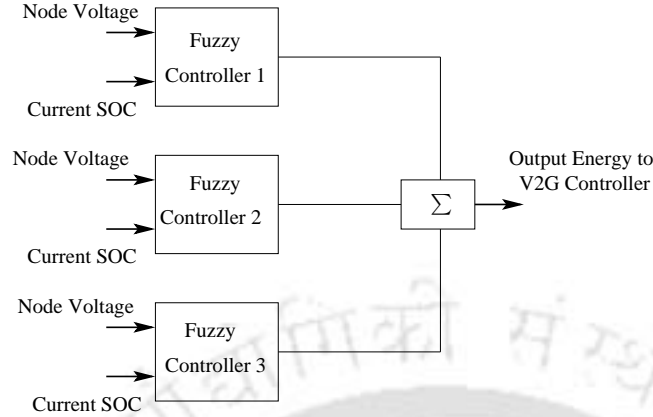 Node Voltage
Fuzzy
Controller 1
Current SOC
Node Voltage
Fuzzy
Controller 2
Current SOC
Σ
Output Energy to
V2G Controller
Node Voltage
Fuzzy
Controller 3
Current SOC